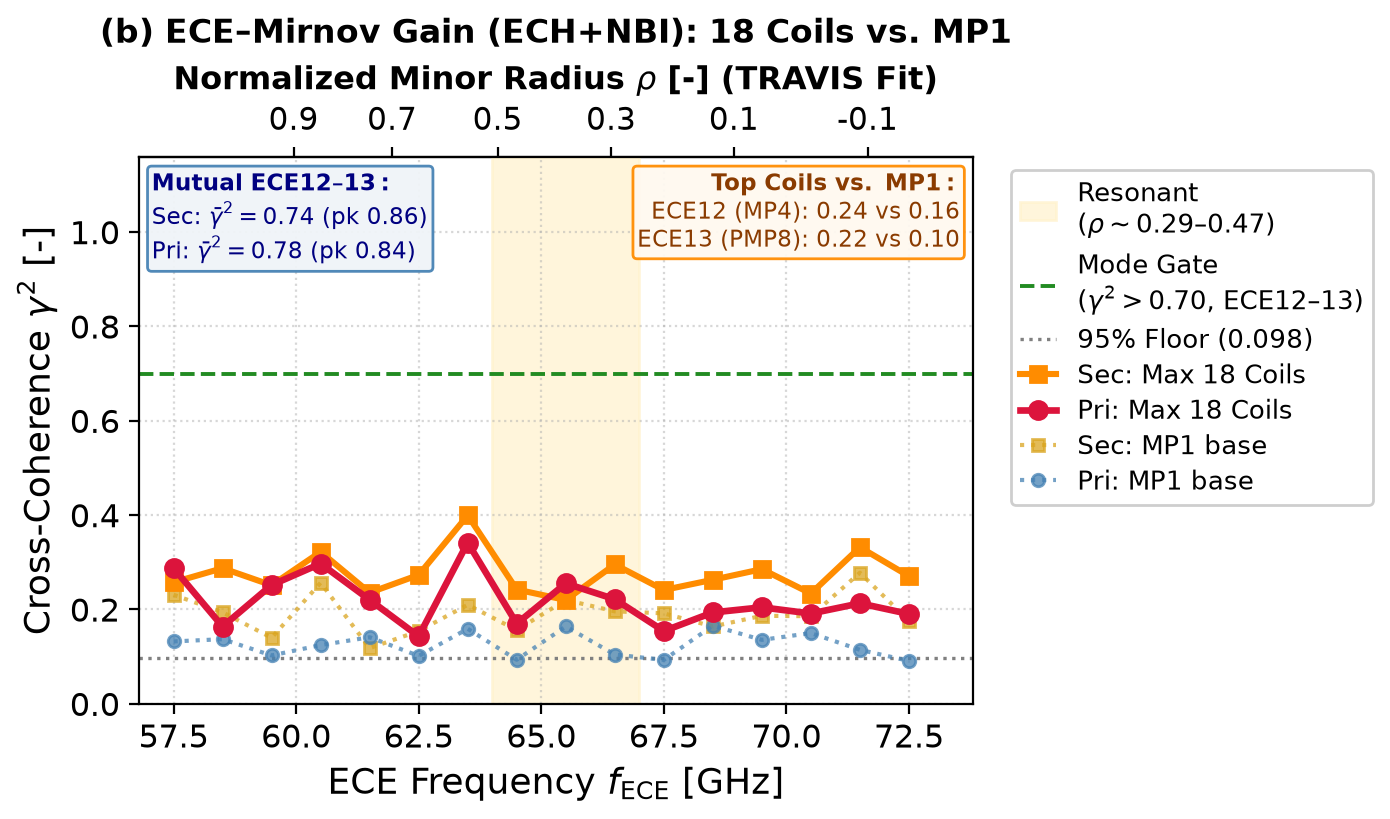 (b) ECE–Mirnov Gain (ECH+NBI): 18 Coils vs. MP1
Normalized Minor Radius ρ [-] (TRAVIS Fit)
0.9 0.7 0.5 0.3 0.1 -0.1
Mutual ECE12–13:
Sec: γ̄² = 0.74 (pk 0.86)
Pri: γ̄² = 0.78 (pk 0.84)
Top Coils vs. MP1:
ECE12 (MP4): 0.24 vs 0.16
ECE13 (PMP8): 0.22 vs 0.10
Cross-Coherence γ² [-]
1.0
0.8
0.6
0.4
0.2
0.0
57.5 60.0 62.5 65.0 67.5 70.0 72.5
ECE Frequency f_ECE [GHz]
Resonant
(ρ ~ 0.29–0.47)
Mode Gate
(γ² > 0.70, ECE12–13)
95% Floor (0.098)
Sec: Max 18 Coils
Pri: Max 18 Coils
Sec: MP1 base
Pri: MP1 base